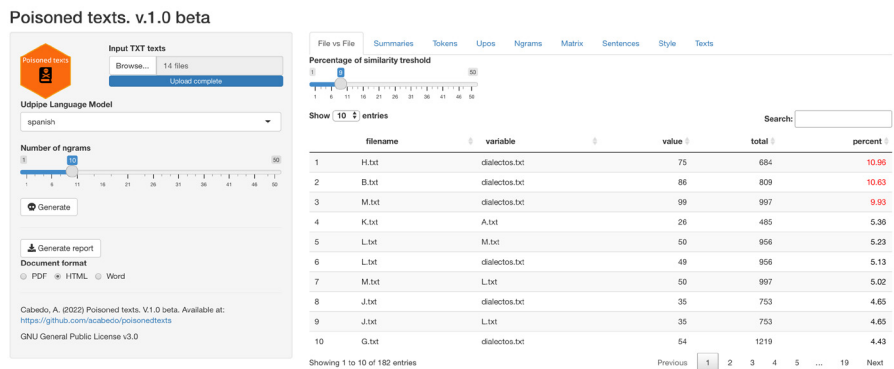 Poisoned texts. v.1.0 beta
Poisoned texts
Input TXT texts
Browse... 14 files
Upload complete
Udpipe Language Model
spanish
Number of ngrams
1 10 50
1 6 11 16 21 26 31 36 41 46 50
Generate
Generate report
Document format
PDF HTML Word
Cabedo, A. (2022) Poisoned texts. V.1.0 beta. Available at:
https://github.com/acabedo/poisonedtexts
GNU General Public License v3.0
File vs File Summaries Tokens Upos Ngrams Matrix Sentences Style Texts
Percentage of similarity treshold
1 9 50
1 6 11 16 21 26 31 36 41 46 50
Show 10 entries
Search:
filename variable value total percent
1 H.txt dialectos.txt 75 684 10.96
2 B.txt dialectos.txt 86 809 10.63
3 M.txt dialectos.txt 99 997 9.93
4 K.txt A.txt 26 485 5.36
5 L.txt M.txt 50 956 5.23
6 L.txt dialectos.txt 49 956 5.13
7 M.txt L.txt 50 997 5.02
8 J.txt dialectos.txt 35 753 4.65
9 J.txt L.txt 35 753 4.65
10 G.txt dialectos.txt 54 1219 4.43
Showing 1 to 10 of 182 entries
Previous 1 2 3 4 5 ... 19 Next